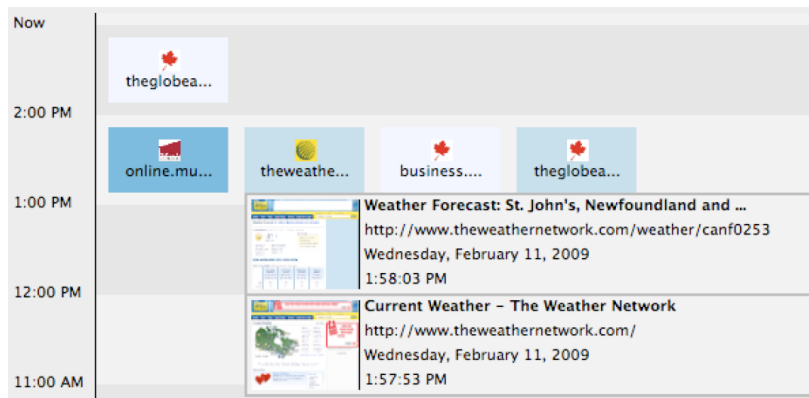 Now
theglobea...
2:00 PM
online.mu...
theweathe...
business....
theglobea...
1:00 PM
Weather Forecast: St. John's, Newfoundland and ...
http://www.theweathernetwork.com/weather/canf0253
Wednesday, February 11, 2009
1:58:03 PM
12:00 PM
Current Weather – The Weather Network
http://www.theweathernetwork.com/
Wednesday, February 11, 2009
1:57:53 PM
11:00 AM